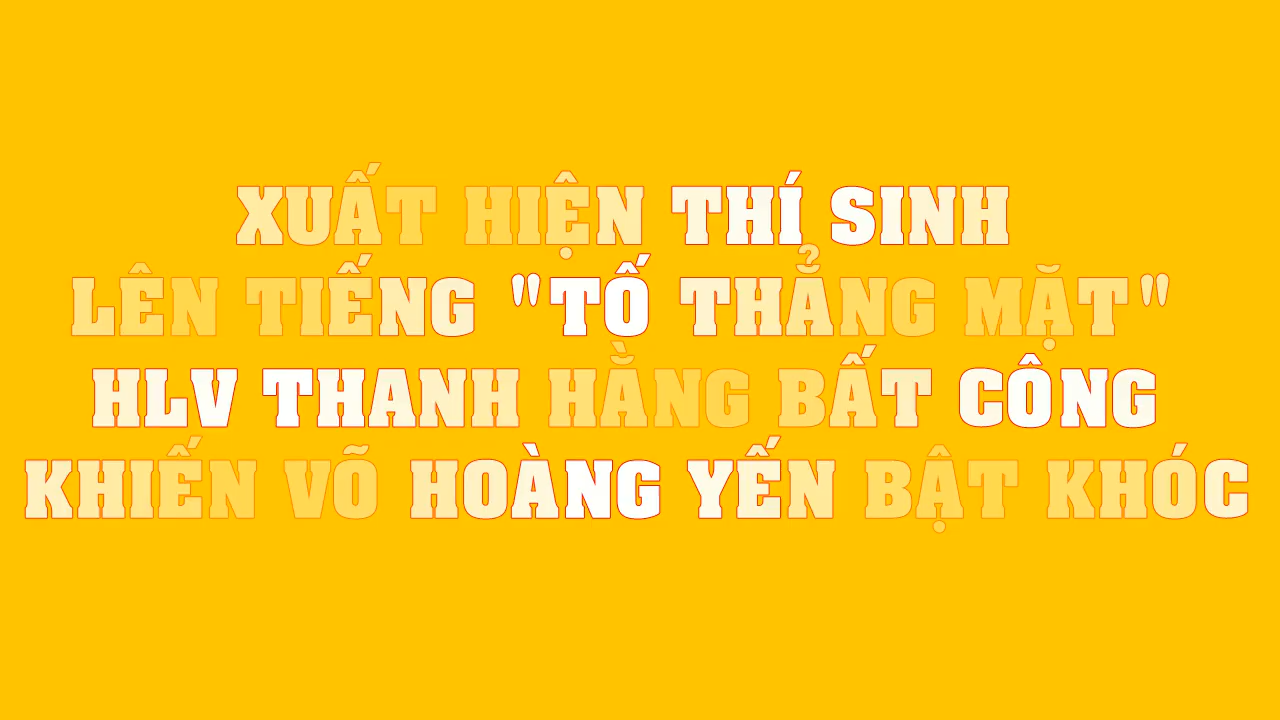 XUẤT HIỆN THÍ SINH
LÊN TIẾNG "TỐ THẲNG MẶT"
HLV THANH HẰNG BẤT CÔNG
KHIẾN VÕ HOÀNG YẾN BẬT KHÓC